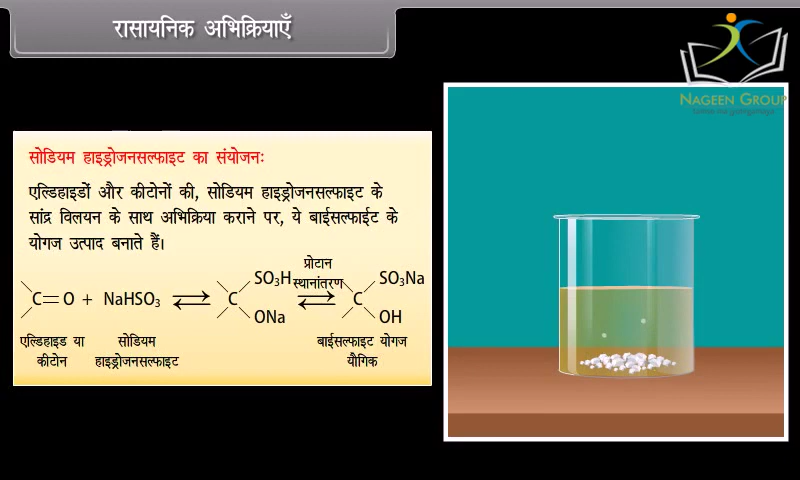 रासायनिक अभिक्रियाएँ
NAGEEN GROUP
सोडियम हाइड्रोजनसल्फाइट का संयोजनः
एल्डिहाइडों और कीटोनों की, सोडियम हाइड्रोजनसल्फाइट के
सांद्र विलयन के साथ अभिक्रिया कराने पर, ये बाईसल्फाईट के
योगज उत्पाद बनाते हैं।
प्रोटान
स्थानांतरण
SO₃H SO₃Na
C=O + NaHSO₃ ⇌ C ⇌ C
ONa OH
एल्डिहाइड या सोडियम बाईसल्फाइट योगज
कीटोन हाइड्रोजनसल्फाइट यौगिक